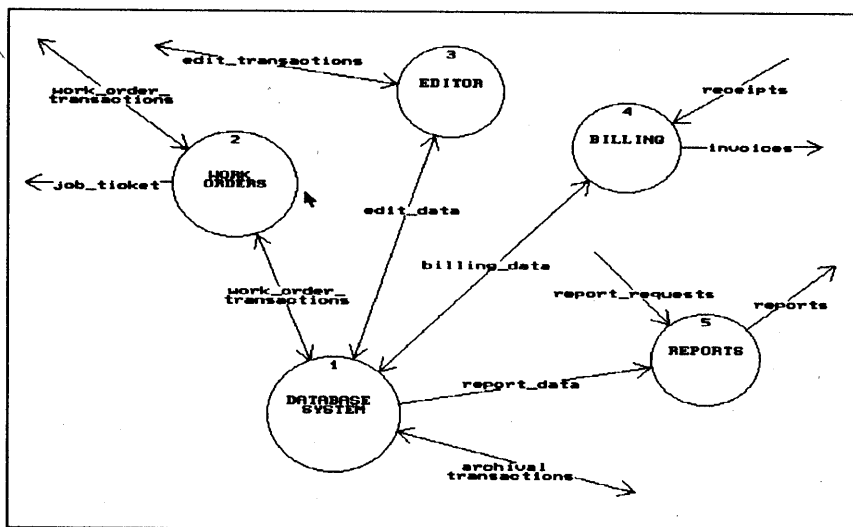 edit_transactions
3
EDITOR
work_order_
transactions
receipts
4
BILLING
invoices
2
WORK
ORDERS
job_ticket
edit_data
billing_data
work_order_
transactions
report_requests
reports
5
REPORTS
1
DATABASE
SYSTEM
report_data
archival
transactions